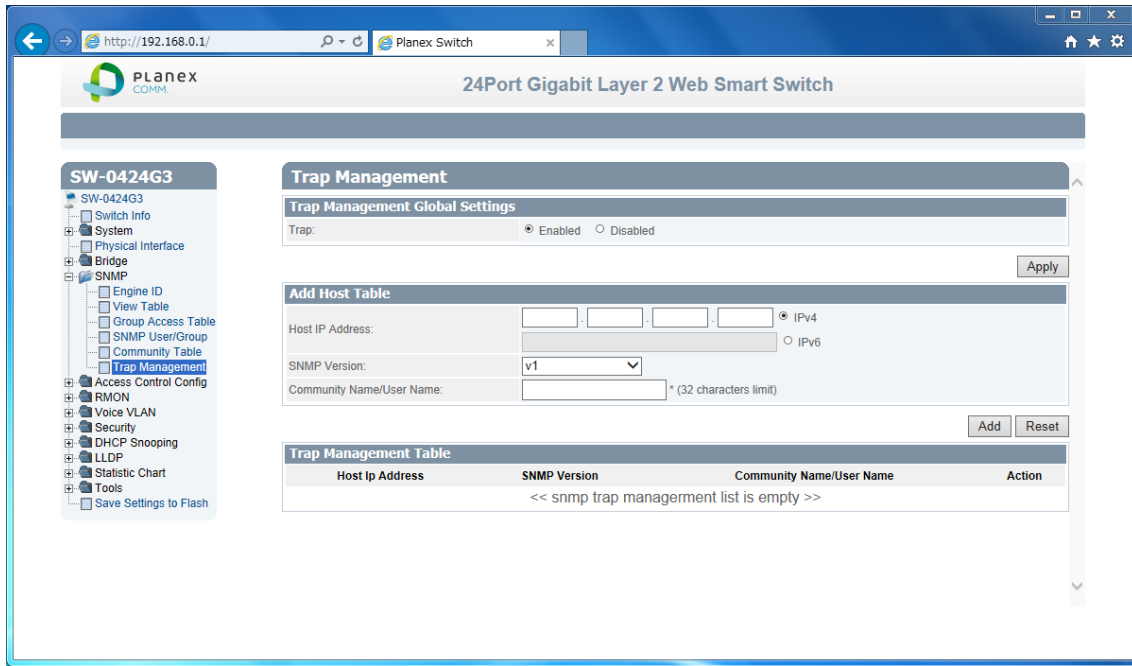 http://192.168.0.1/
Planex Switch
PLANEX
COMM.
24Port Gigabit Layer 2 Web Smart Switch
SW-0424G3
SW-0424G3
Switch Info
System
Physical Interface
Bridge
SNMP
Engine ID
View Table
Group Access Table
SNMP User/Group
Community Table
Trap Management
Access Control Config
RMON
Voice VLAN
Security
DHCP Snooping
LLDP
Statistic Chart
Tools
Save Settings to Flash
Trap Management
Trap Management Global Settings
Trap: Enabled Disabled
Apply
Add Host Table
Host IP Address: . . . IPv4
IPv6
SNMP Version: v1
Community Name/User Name: * (32 characters limit)
Add Reset
Trap Management Table
Host Ip Address SNMP Version Community Name/User Name Action
<< snmp trap managerment list is empty >>